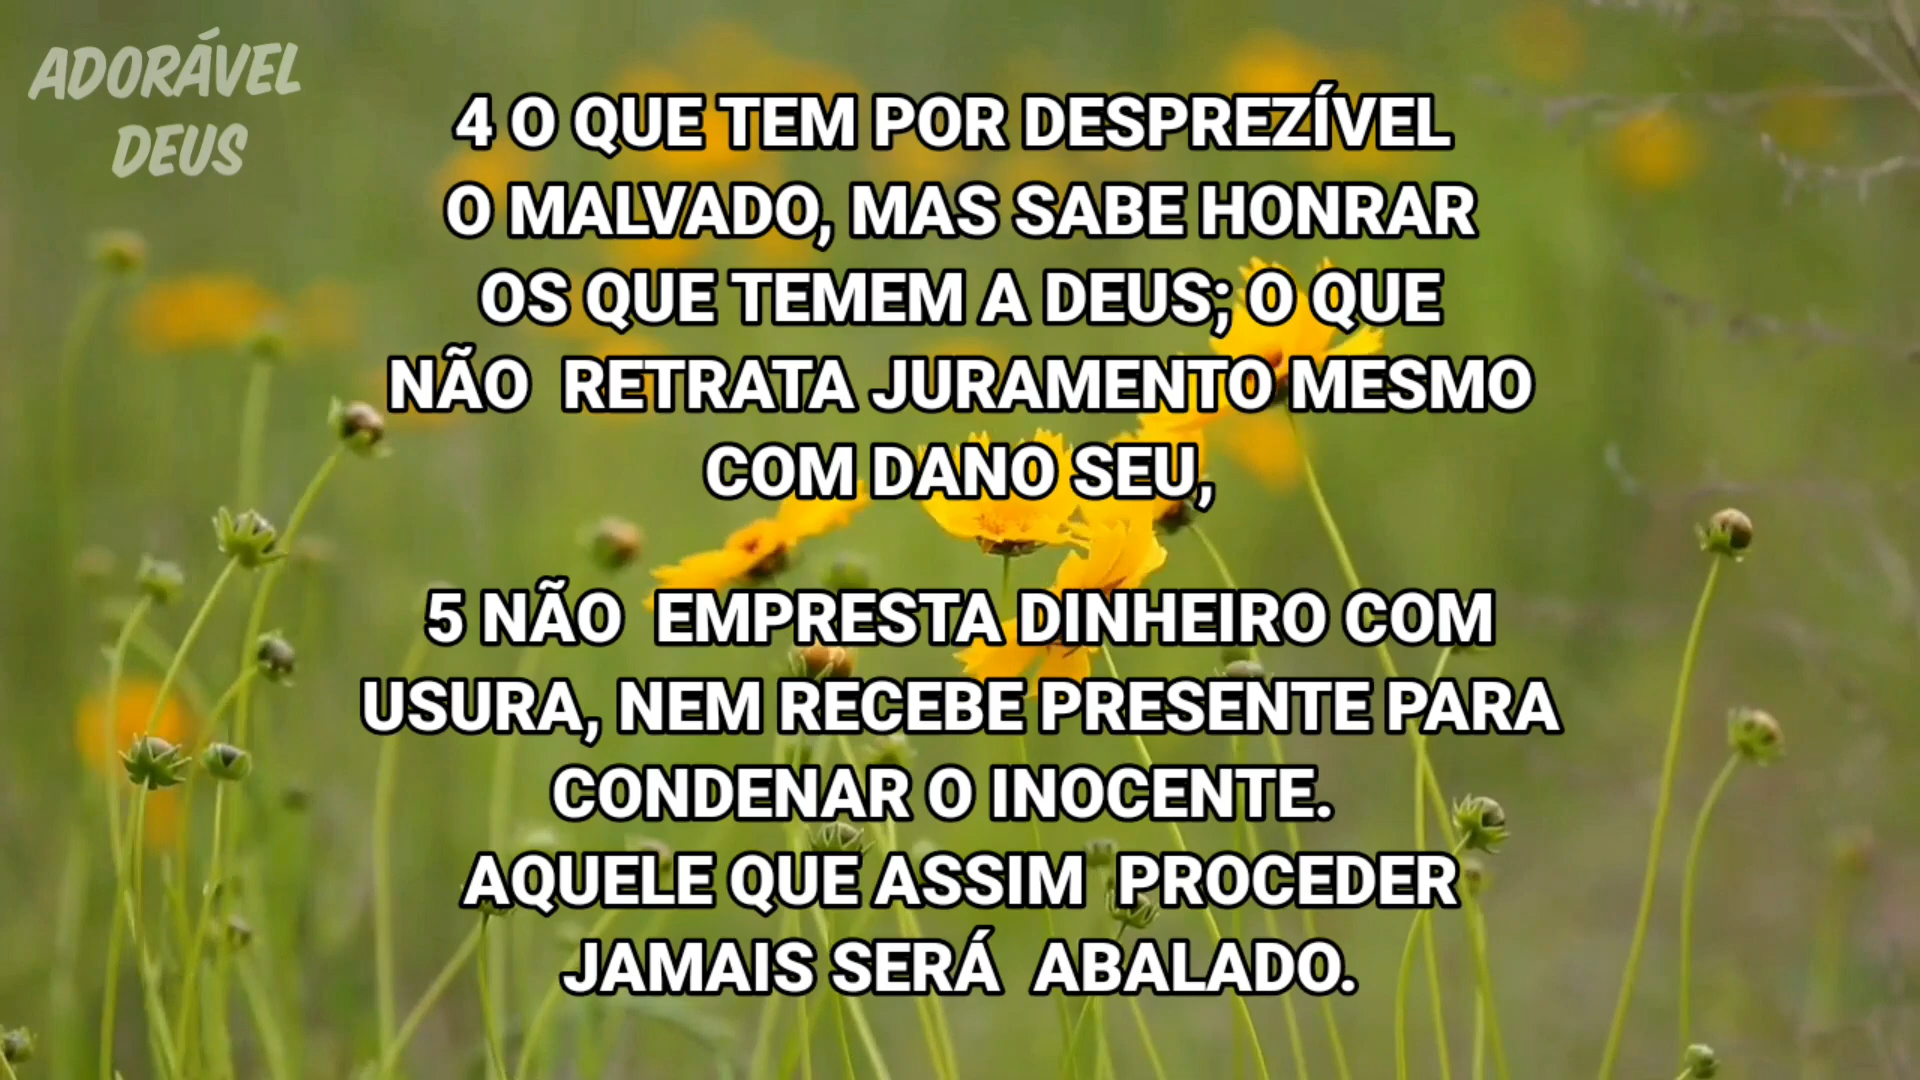 ADORÁVEL
DEUS
4 O QUE TEM POR DESPREZÍVEL
O MALVADO, MAS SABE HONRAR
OS QUE TEMEM A DEUS; O QUE
NÃO RETRATA JURAMENTO MESMO
COM DANO SEU,
5 NÃO EMPRESTA DINHEIRO COM
USURA, NEM RECEBE PRESENTE PARA
CONDENAR O INOCENTE.
AQUELE QUE ASSIM PROCEDER
JAMAIS SERÁ ABALADO.